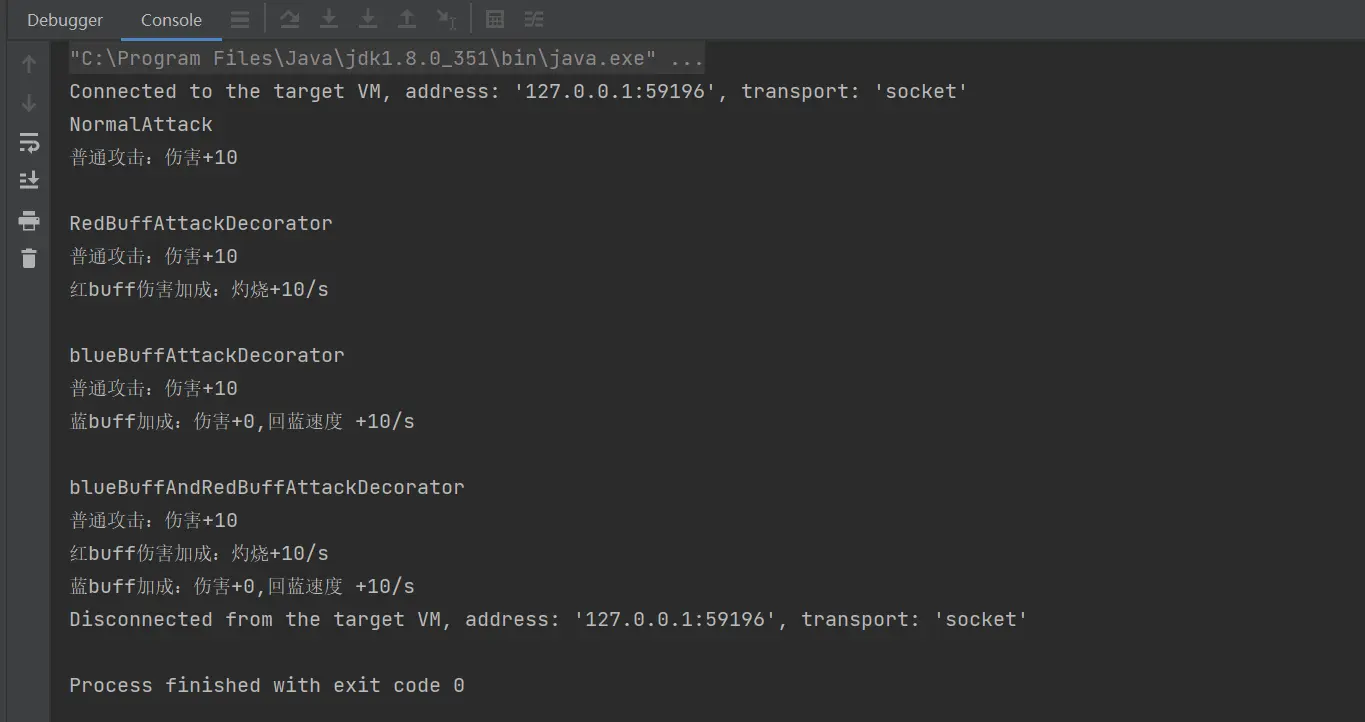 Debugger Console
"C:\Program Files\Java\jdk1.8.0_351\bin\java.exe" ...
Connected to the target VM, address: '127.0.0.1:59196', transport: 'socket'
NormalAttack
普通攻击：伤害+10
RedBuffAttackDecorator
普通攻击：伤害+10
红buff伤害加成：灼烧+10/s
blueBuffAttackDecorator
普通攻击：伤害+10
蓝buff加成：伤害+0,回蓝速度 +10/s
blueBuffAndRedBuffAttackDecorator
普通攻击：伤害+10
红buff伤害加成：灼烧+10/s
蓝buff加成：伤害+0,回蓝速度 +10/s
Disconnected from the target VM, address: '127.0.0.1:59196', transport: 'socket'
Process finished with exit code 0